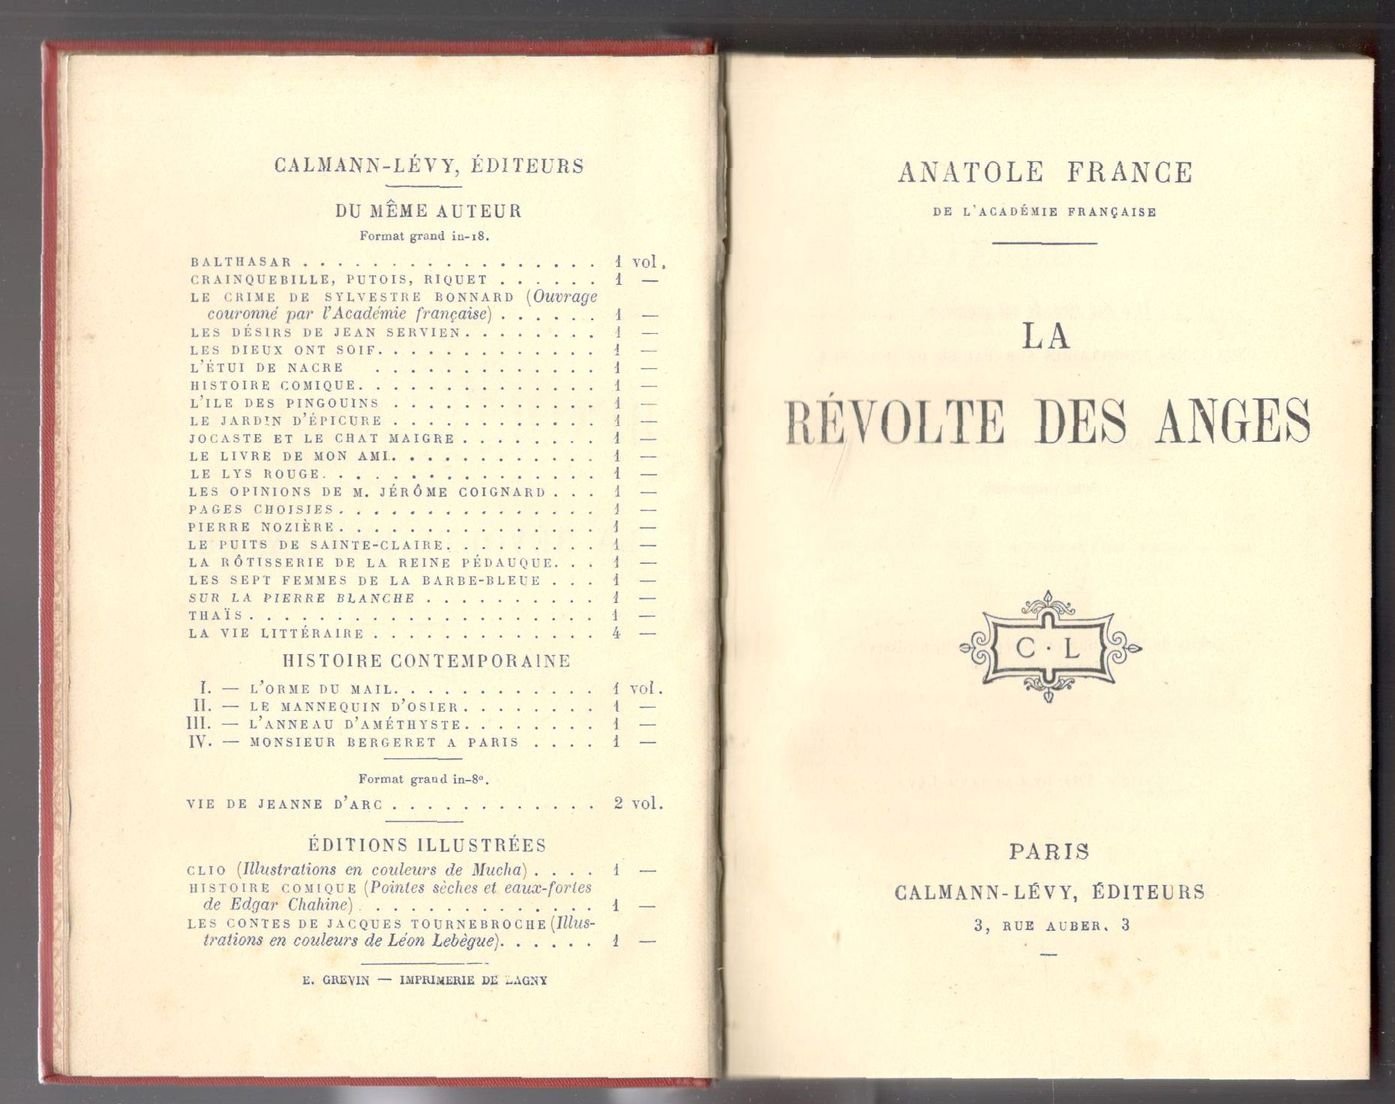 CALMANN-LÉVY, ÉDITEURS
DU MÊME AUTEUR
Format grand in-18.
BALTHASAR . . . . . . . . . . . . . . . . . . 1 vol.
CRAINQUEBILLE, PUTOIS, RIQUET . . . . . . 1 —
LE CRIME DE SYLVESTRE BONNARD (Ouvrage
couronné par l'Académie française) . . . . . . 1 —
LES DÉSIRS DE JEAN SERVIEN. . . . . . . . 1 —
LES DIEUX ONT SOIF. . . . . . . . . . . . . 1 —
L'ÉTUI DE NACRE . . . . . . . . . . . . . 1 —
HISTOIRE COMIQUE. . . . . . . . . . . . . . 1 —
L'ILE DES PINGOUINS . . . . . . . . . . . . 1 —
LE JARDIN D'ÉPICURE . . . . . . . . . . . . 1 —
JOCASTE ET LE CHAT MAIGRE . . . . . . . . 1 —
LE LIVRE DE MON AMI. . . . . . . . . . . . 1 —
LE LYS ROUGE. . . . . . . . . . . . . . . . 1 —
LES OPINIONS DE M. JÉRÔME COIGNARD . . . 1 —
PAGES CHOISIES. . . . . . . . . . . . . . . 1 —
PIERRE NOZIÈRE. . . . . . . . . . . . . . . 1 —
LE PUITS DE SAINTE-CLAIRE. . . . . . . . . 1 —
LA RÔTISSERIE DE LA REINE PÉDAUQUE. . . 1 —
LES SEPT FEMMES DE LA BARBE-BLEUE . . . 1 —
SUR LA PIERRE BLANCHE . . . . . . . . . . 1 —
THAÏS . . . . . . . . . . . . . . . . . . . . 1 —
LA VIE LITTÉRAIRE . . . . . . . . . . . . . 4 —
HISTOIRE CONTEMPORAINE
I. — L'ORME DU MAIL. . . . . . . . . . . . 1 vol.
II. — LE MANNEQUIN D'OSIER. . . . . . . . 1 —
III. — L'ANNEAU D'AMÉTHYSTE. . . . . . . . 1 —
IV. — MONSIEUR BERGERET A PARIS . . . . 1 —
Format grand in-8º.
VIE DE JEANNE D'ARC . . . . . . . . . . . . 2 vol.
ÉDITIONS ILLUSTRÉES
CLIO (Illustrations en couleurs de Mucha) . . . . 1 —
HISTOIRE COMIQUE (Pointes sèches et eaux-fortes
de Edgar Chahine) . . . . . . . . . . . . . . 1 —
LES CONTES DE JACQUES TOURNEBROCHE (Illus-
trations en couleurs de Léon Lebègue). . . . . . 1 —
E. GREVIN — IMPRIMERIE DE LAGNY
ANATOLE FRANCE
DE L'ACADÉMIE FRANÇAISE
LA
RÉVOLTE DES ANGES
C · L
PARIS
CALMANN-LÉVY, ÉDITEURS
3, RUE AUBER, 3